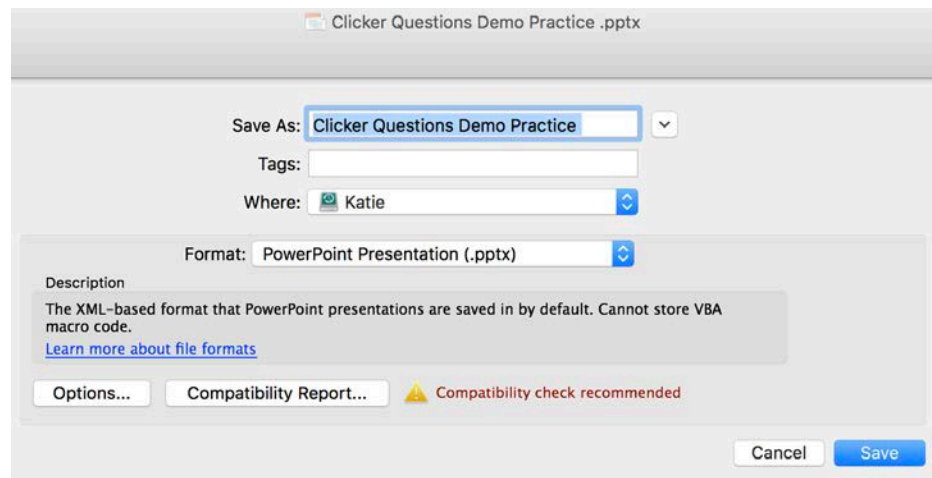 Clicker Questions Demo Practice .pptx
Save As: Clicker Questions Demo Practice
Tags:
Where: Katie
Format: PowerPoint Presentation (.pptx)
Description
The XML-based format that PowerPoint presentations are saved in by default. Cannot store VBA
macro code.
Learn more about file formats
Options... Compatibility Report... Compatibility check recommended
Cancel Save